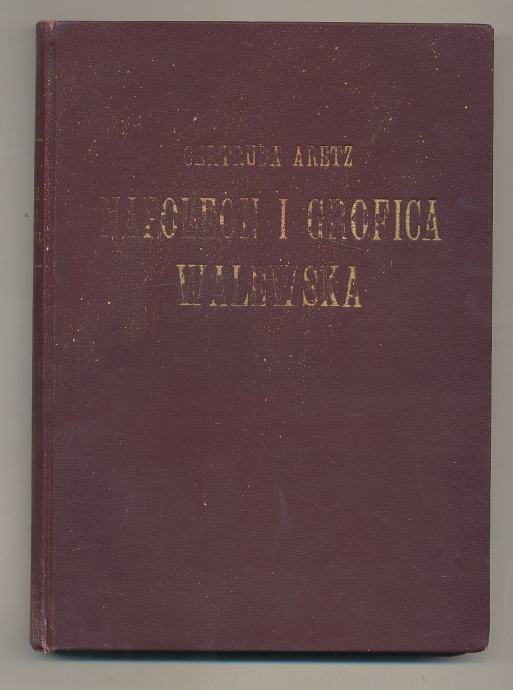 GERTRUDA ARETZ
NAPOLEON I GROFICA
WALEWSKA